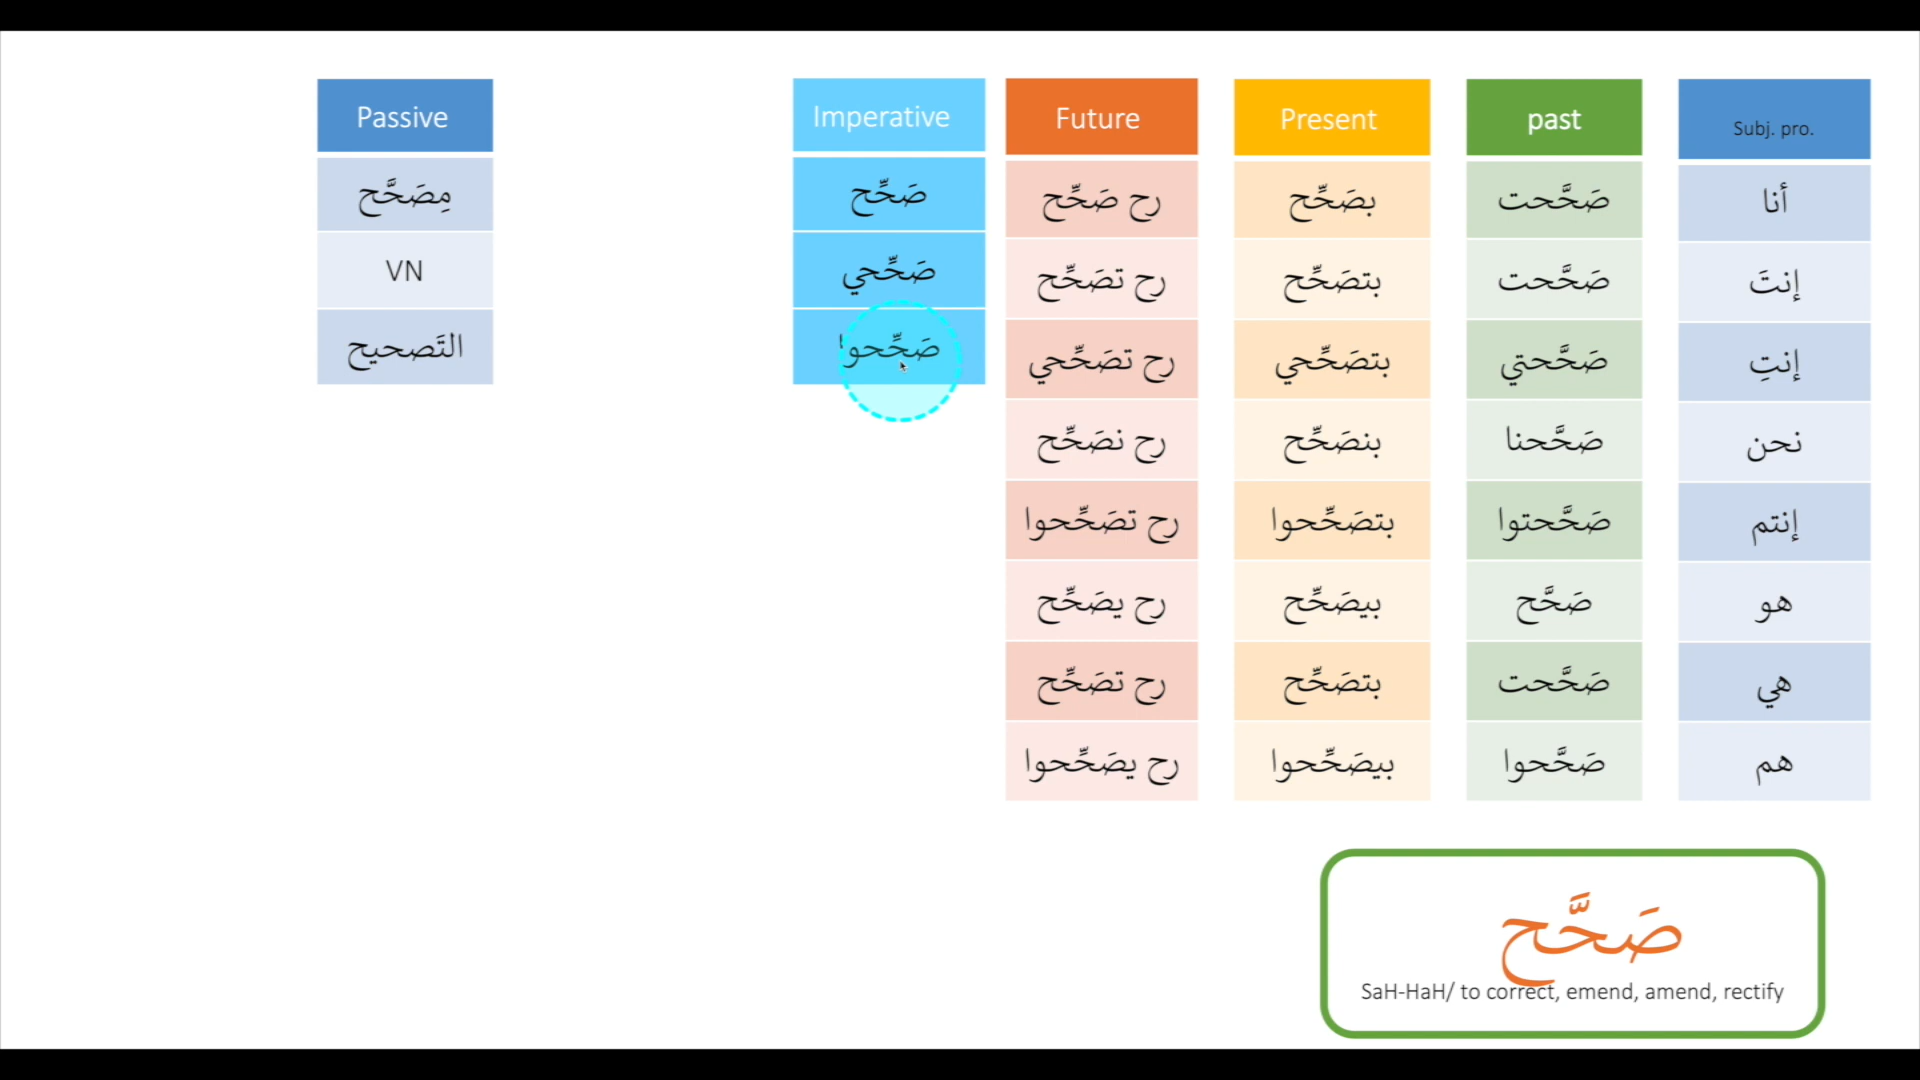 Subj. pro.
past
Present
Future
Imperative
Passive
أنا
صَحَّحت
بصَحِّح
رح صَحِّح
صَحِّح
مِصَحَّح
إنتَ
صَحَّحت
بتصَحِّح
رح تصَحِّح
صَحِّحي
VN
إنتِ
صَحَّحتي
بتصَحِّحي
رح تصَحِّحي
صَحِّحوا
التَصحيح
نحن
صَحَّحنا
بنصَحِّح
رح نصَحِّح
إنتم
صَحَّحتوا
بتصَحِّحوا
رح تصَحِّحوا
هو
صَحَّح
بيصَحِّح
رح يصَحِّح
هي
صَحَّحت
بتصَحِّح
رح تصَحِّح
هم
صَحَّحوا
بيصَحِّحوا
رح يصَحِّحوا
صَحَّح
SaH-HaH/ to correct, emend, amend, rectify